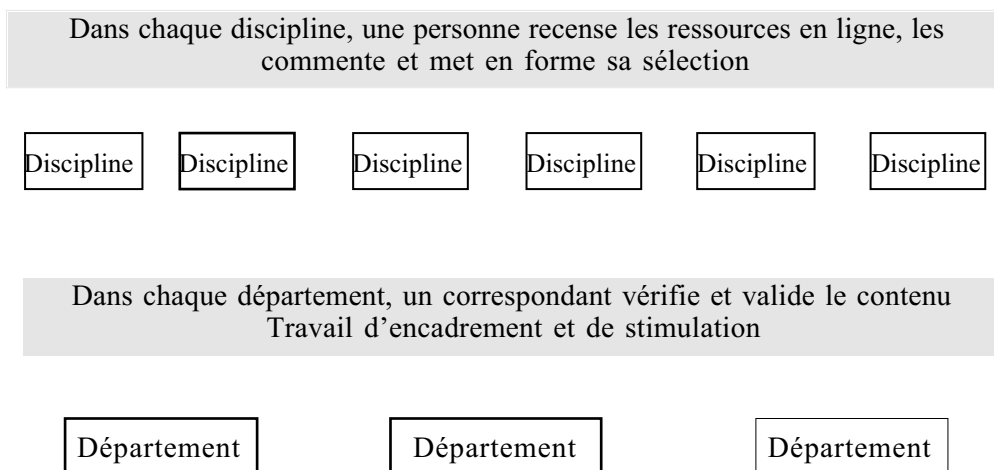 Dans chaque discipline, une personne recense les ressources en ligne, les
commente et met en forme sa sélection
Discipline Discipline Discipline Discipline Discipline Discipline
Dans chaque département, un correspondant vérifie et valide le contenu
Travail d’encadrement et de stimulation
Département Département Département